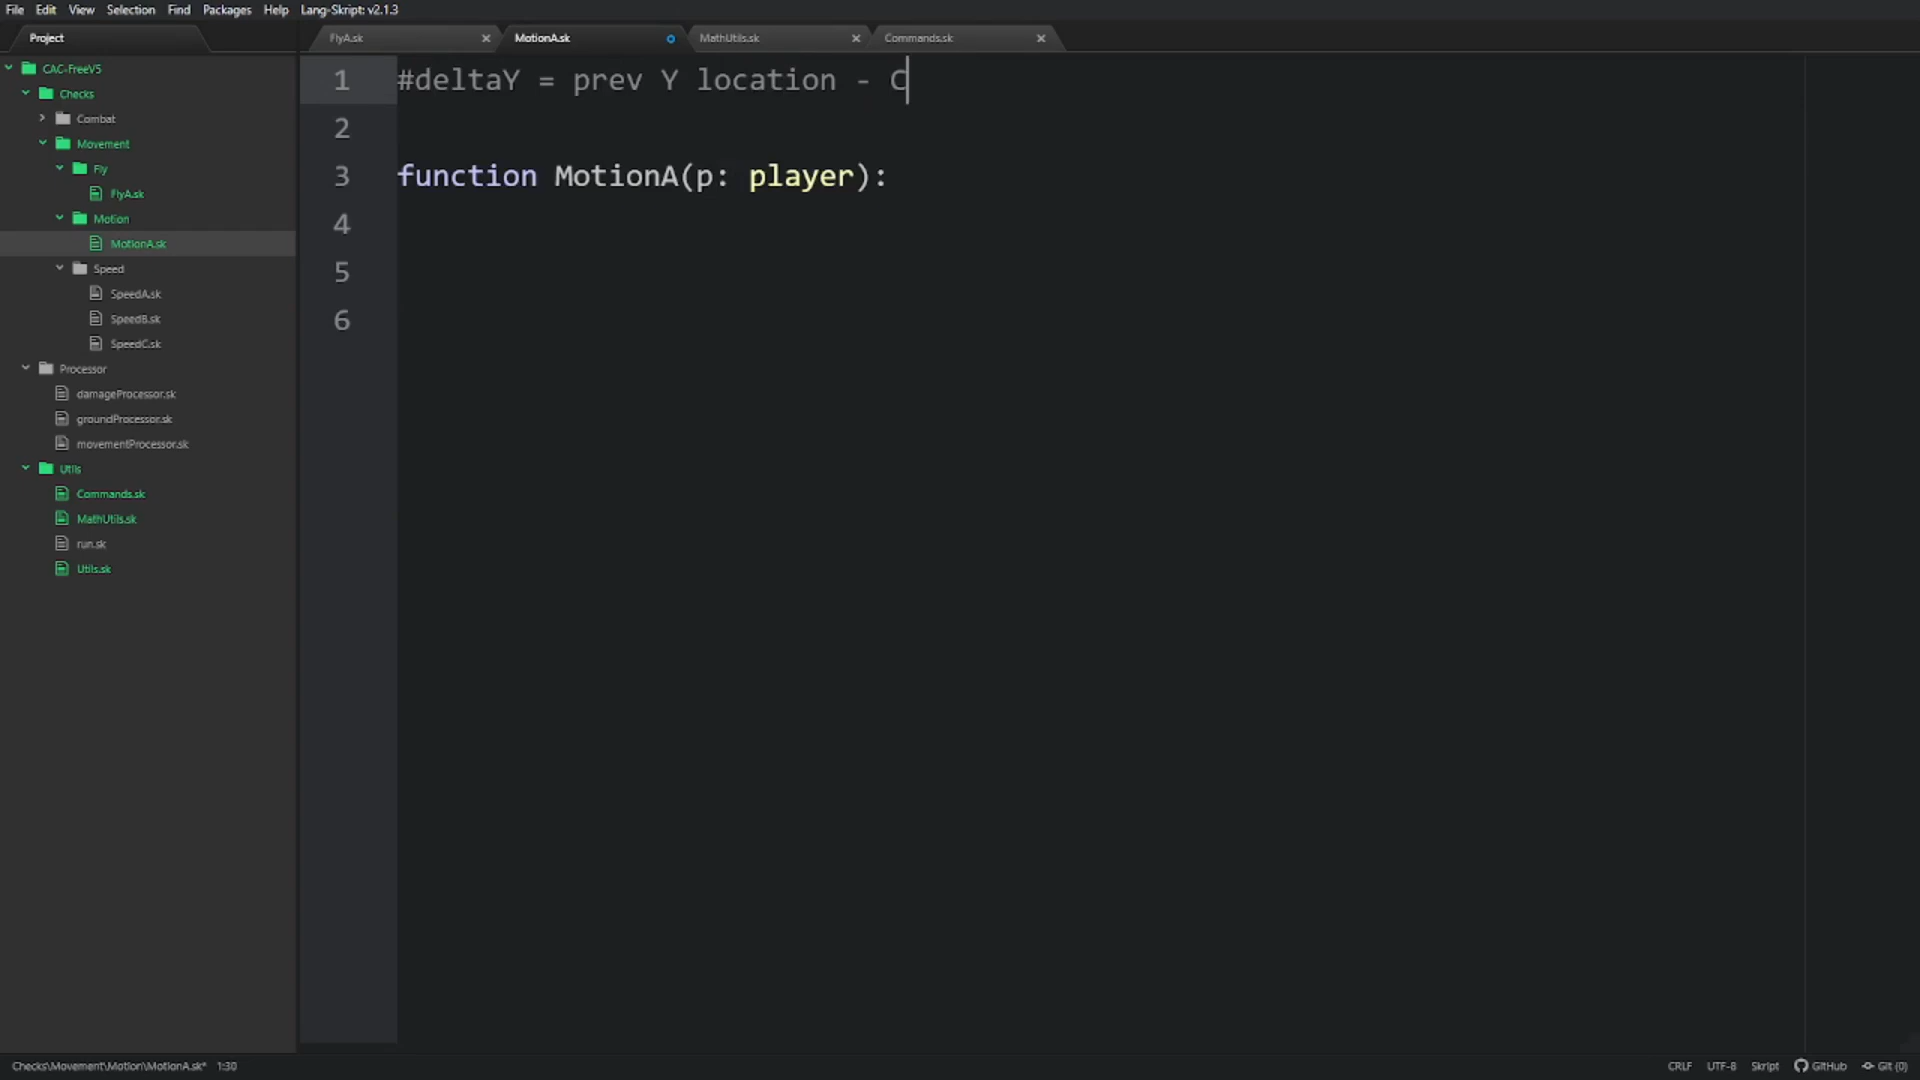 File Edit View Selection Find Packages Help Lang-Skript: v2.1.3
Project
FlyA.sk
MotionA.sk
MathUtils.sk
Commands.sk
CAC-FreeV5
Checks
Combat
Movement
Fly
FlyA.sk
Motion
MotionA.sk
Speed
SpeedA.sk
SpeedB.sk
SpeedC.sk
Processor
damageProcessor.sk
groundProcessor.sk
movementProcessor.sk
Utils
Commands.sk
MathUtils.sk
run.sk
Utils.sk
1 #deltaY = prev Y location - C
2
3 function MotionA(p: player):
4
5
6
Checks\Movement\Motion\MotionA.sk* 1:30
CRLF UTF-8 Skript GitHub Git (0)